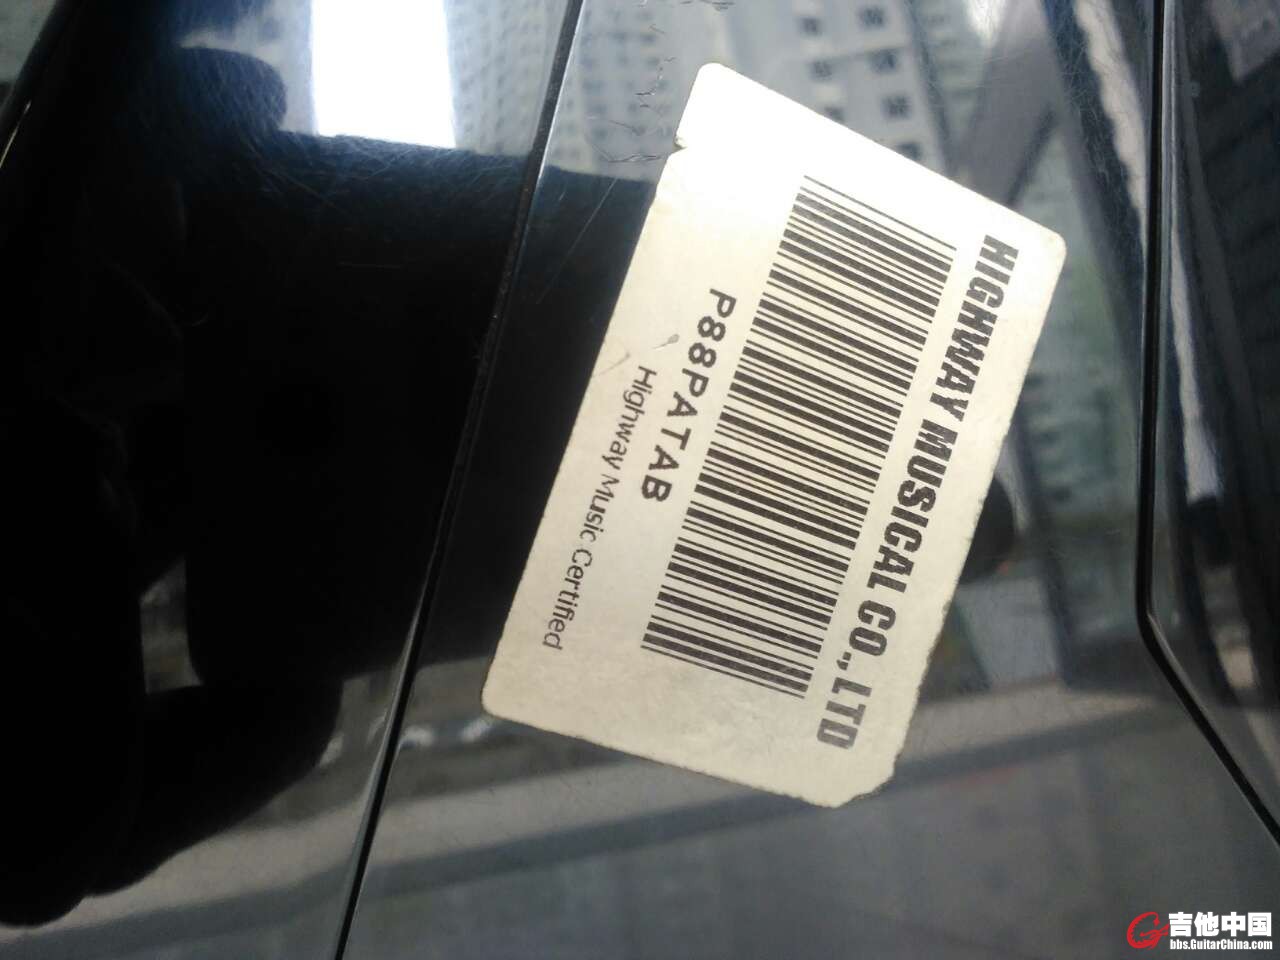 HIGHWAY MUSICAL CO., LTD
P88PATAB
Highway Music Certified
吉他中国
bbs.GuitarChina.com